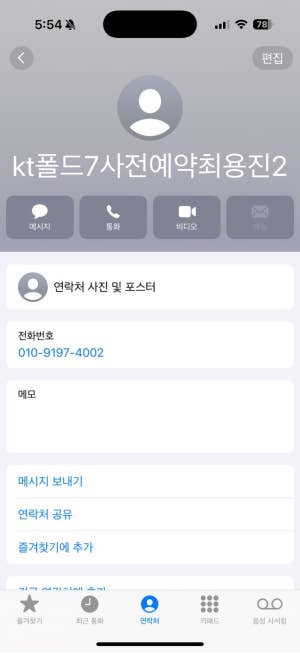 5:54
78
편집
kt폴드7사전예약최용진2
메시지
통화
비디오
메일
연락처 사진 및 포스터
전화번호
010-9197-4002
메모
메시지 보내기
연락처 공유
즐겨찾기에 추가
즐겨찾기
최근 통화
연락처
키패드
음성 사서함